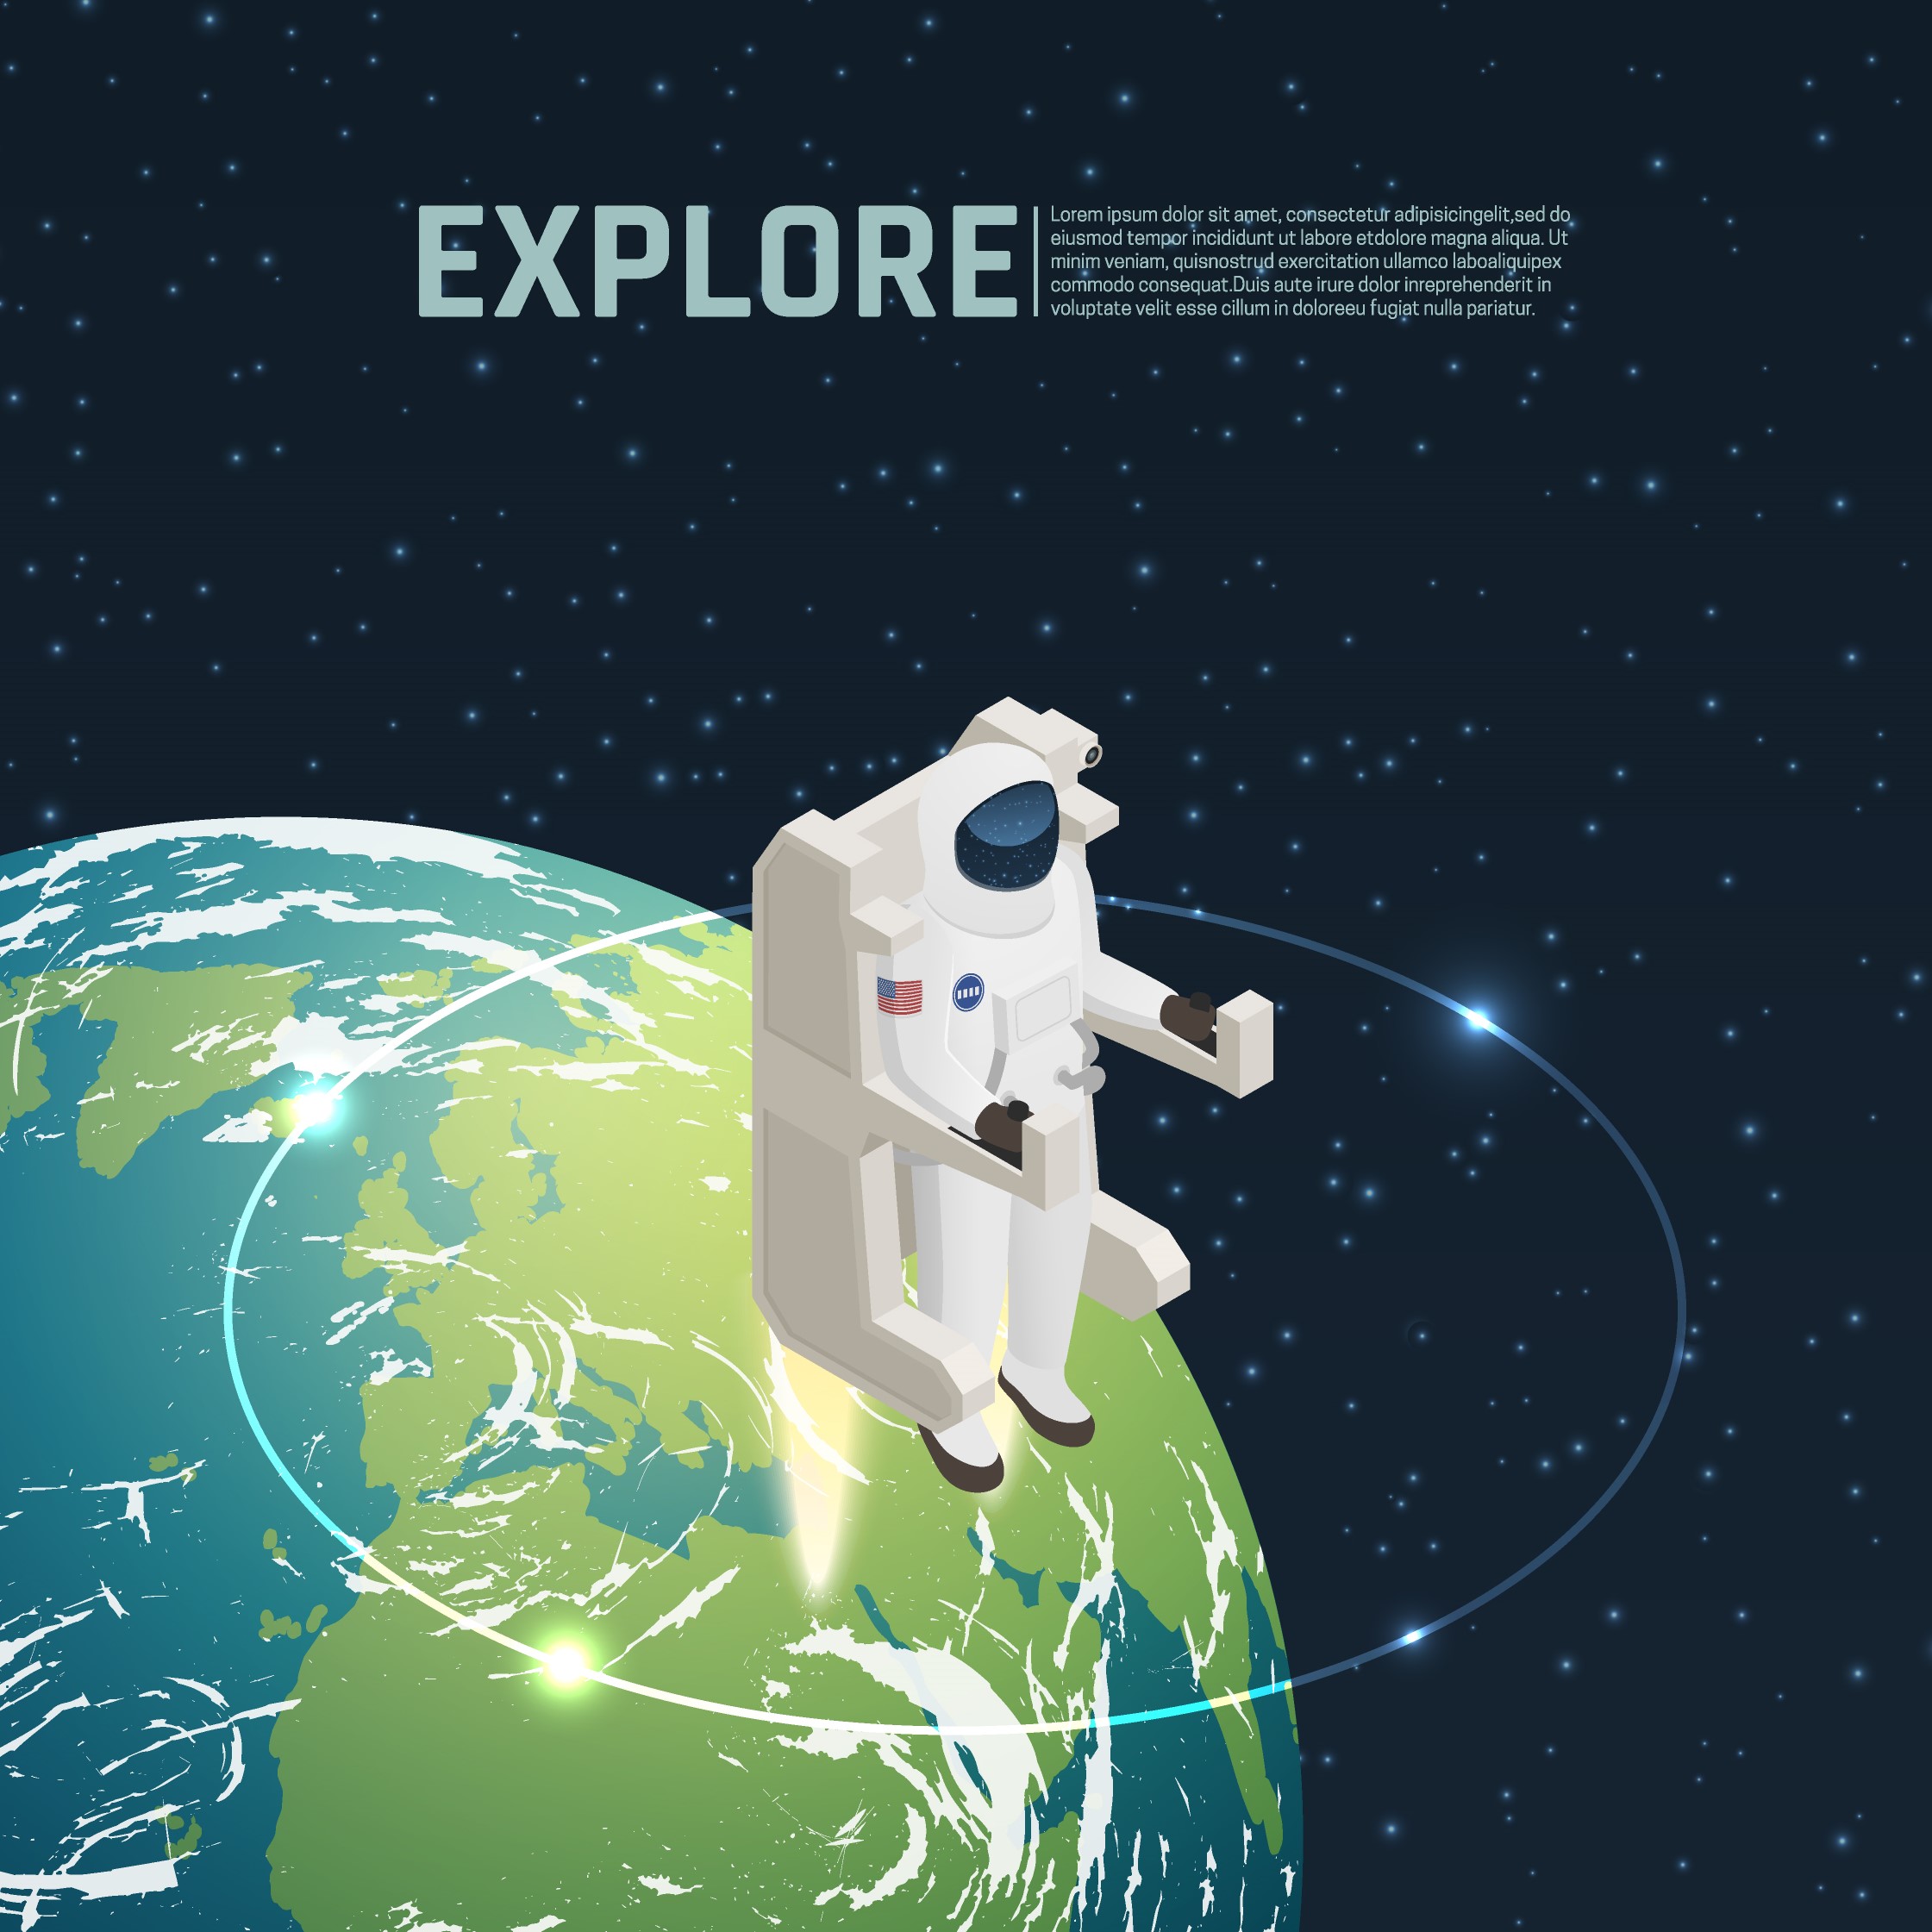 EXPLORE
Lorem ipsum dolor sit amet, consectetur adipisicingelit,sed do
eiusmod tempor incididunt ut labore etdolore magna aliqua. Ut
minim veniam, quisnostrud exercitation ullamco laboaliquipex
commodo consequat.Duis aute irure dolor inreprehenderit in
voluptate velit esse cillum in doloreeu fugiat nulla pariatur.